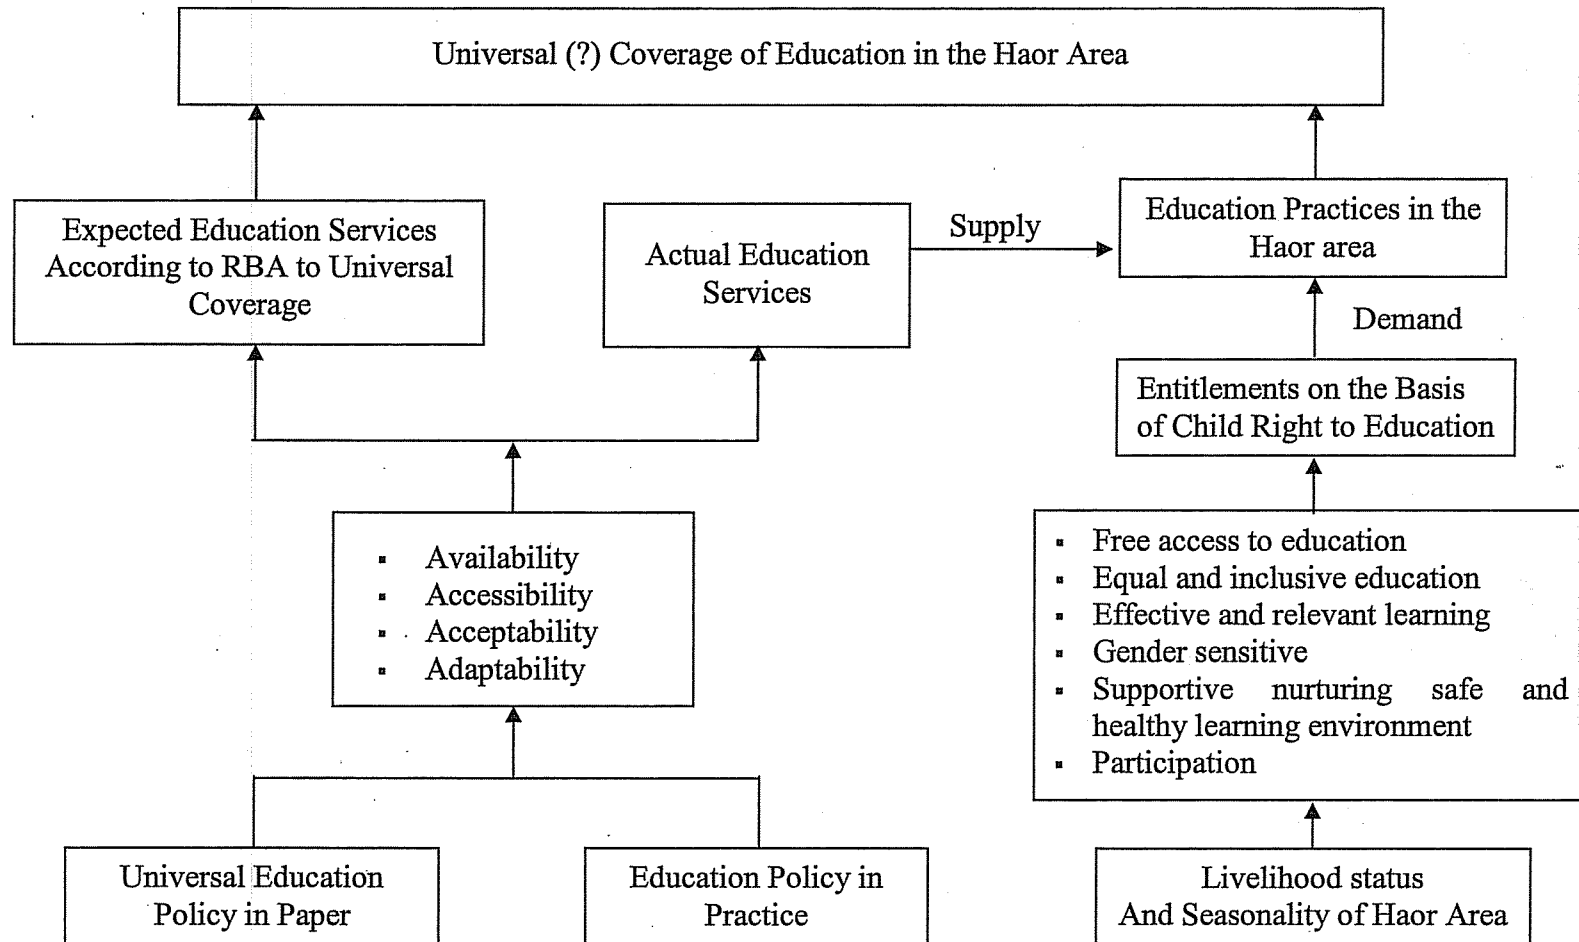 Universal (?) Coverage of Education in the Haor Area
Expected Education Services
According to RBA to Universal
Coverage
Actual Education
Services
Supply
Education Practices in the
Haor area
Demand
Entitlements on the Basis
of Child Right to Education
▪ Availability
▪ Accessibility
▪ Acceptability
▪ Adaptability
▪ Free access to education
▪ Equal and inclusive education
▪ Effective and relevant learning
▪ Gender sensitive
▪ Supportive nurturing safe and
healthy learning environment
▪ Participation
Universal Education
Policy in Paper
Education Policy in
Practice
Livelihood status
And Seasonality of Haor Area